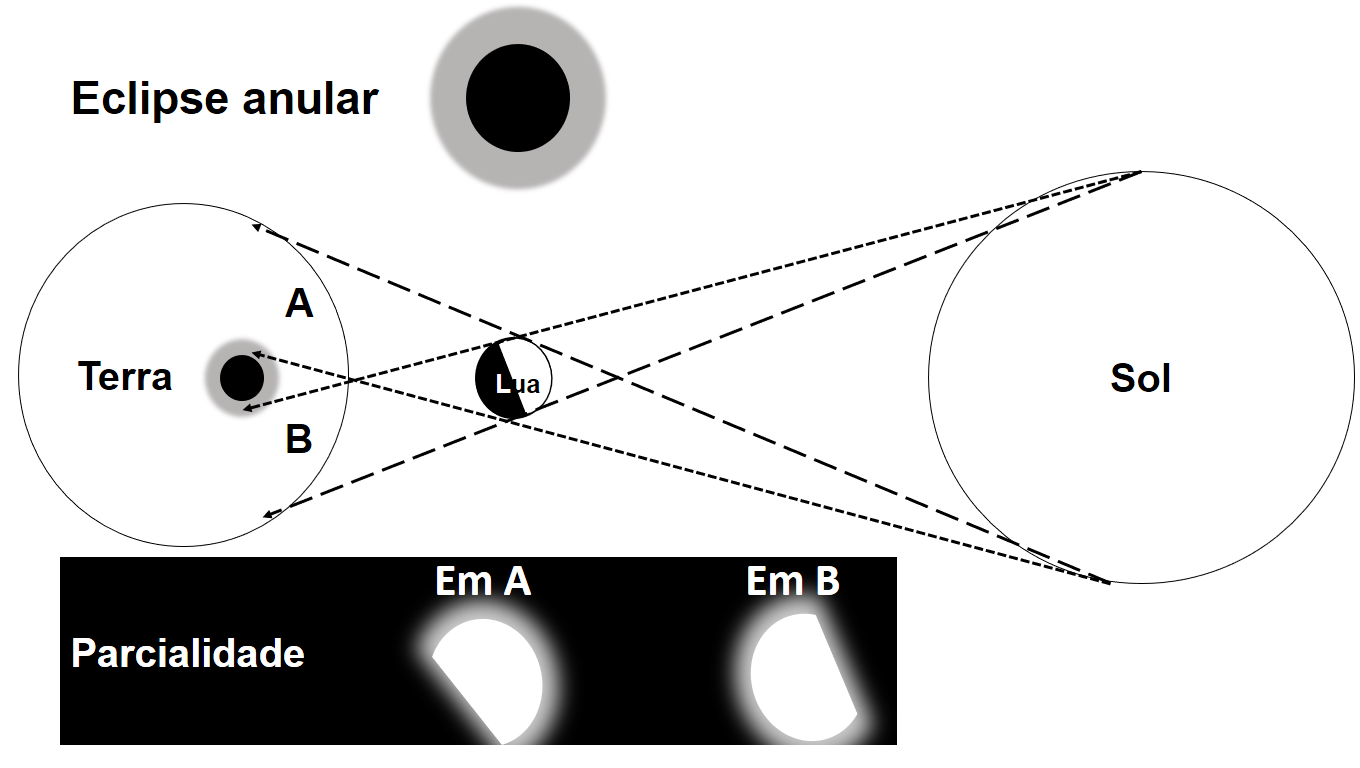 Eclipse anular
A
Terra
Lua
Sol
B
Em A
Em B
Parcialidade